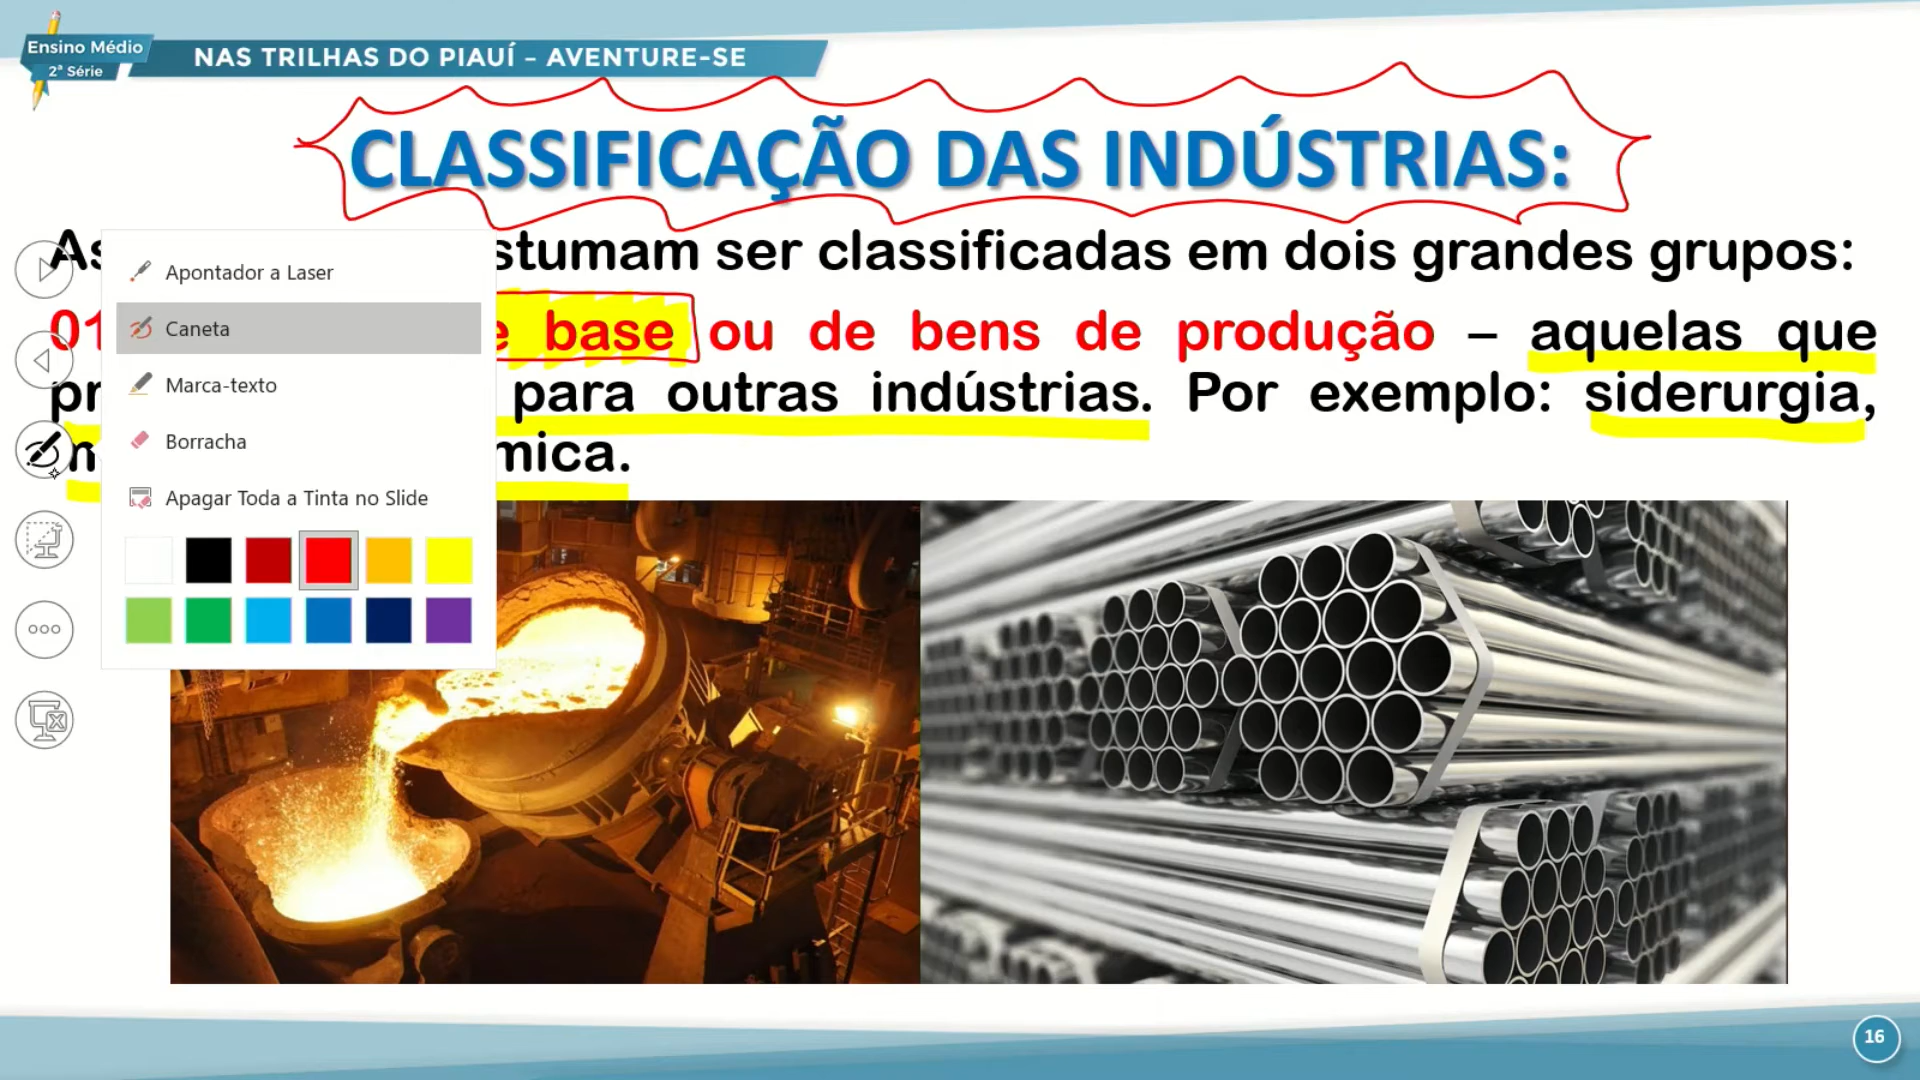 Ensino Médio
2ª Série
NAS TRILHAS DO PIAUÍ – AVENTURE-SE
CLASSIFICAÇÃO DAS INDÚSTRIAS:
As stumam ser classificadas em dois grandes grupos:
01 e base ou de bens de produção – aquelas que
pr para outras indústrias. Por exemplo: siderurgia,
m mica.
Apontador a Laser
Caneta
Marca-texto
Borracha
Apagar Toda a Tinta no Slide
16